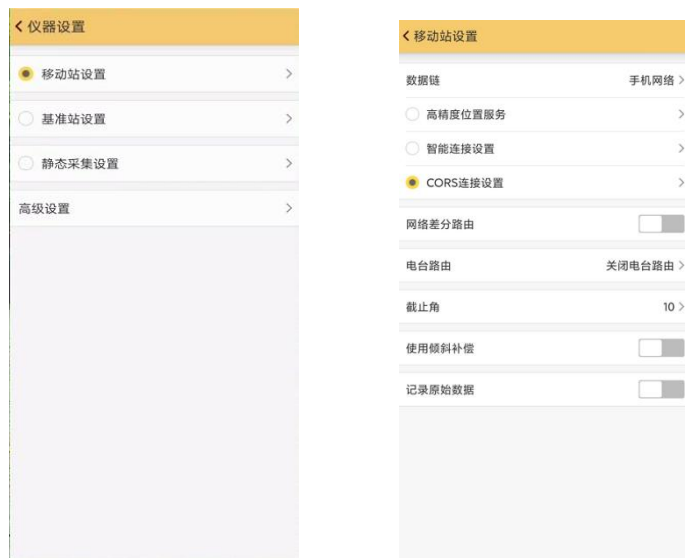 仪器设置
移动站设置
基准站设置
静态采集设置
高级设置
移动站设置
数据链 手机网络
高精度位置服务
智能连接设置
CORS连接设置
网络差分路由
电台路由 关闭电台路由
截止角 10
使用倾斜补偿
记录原始数据